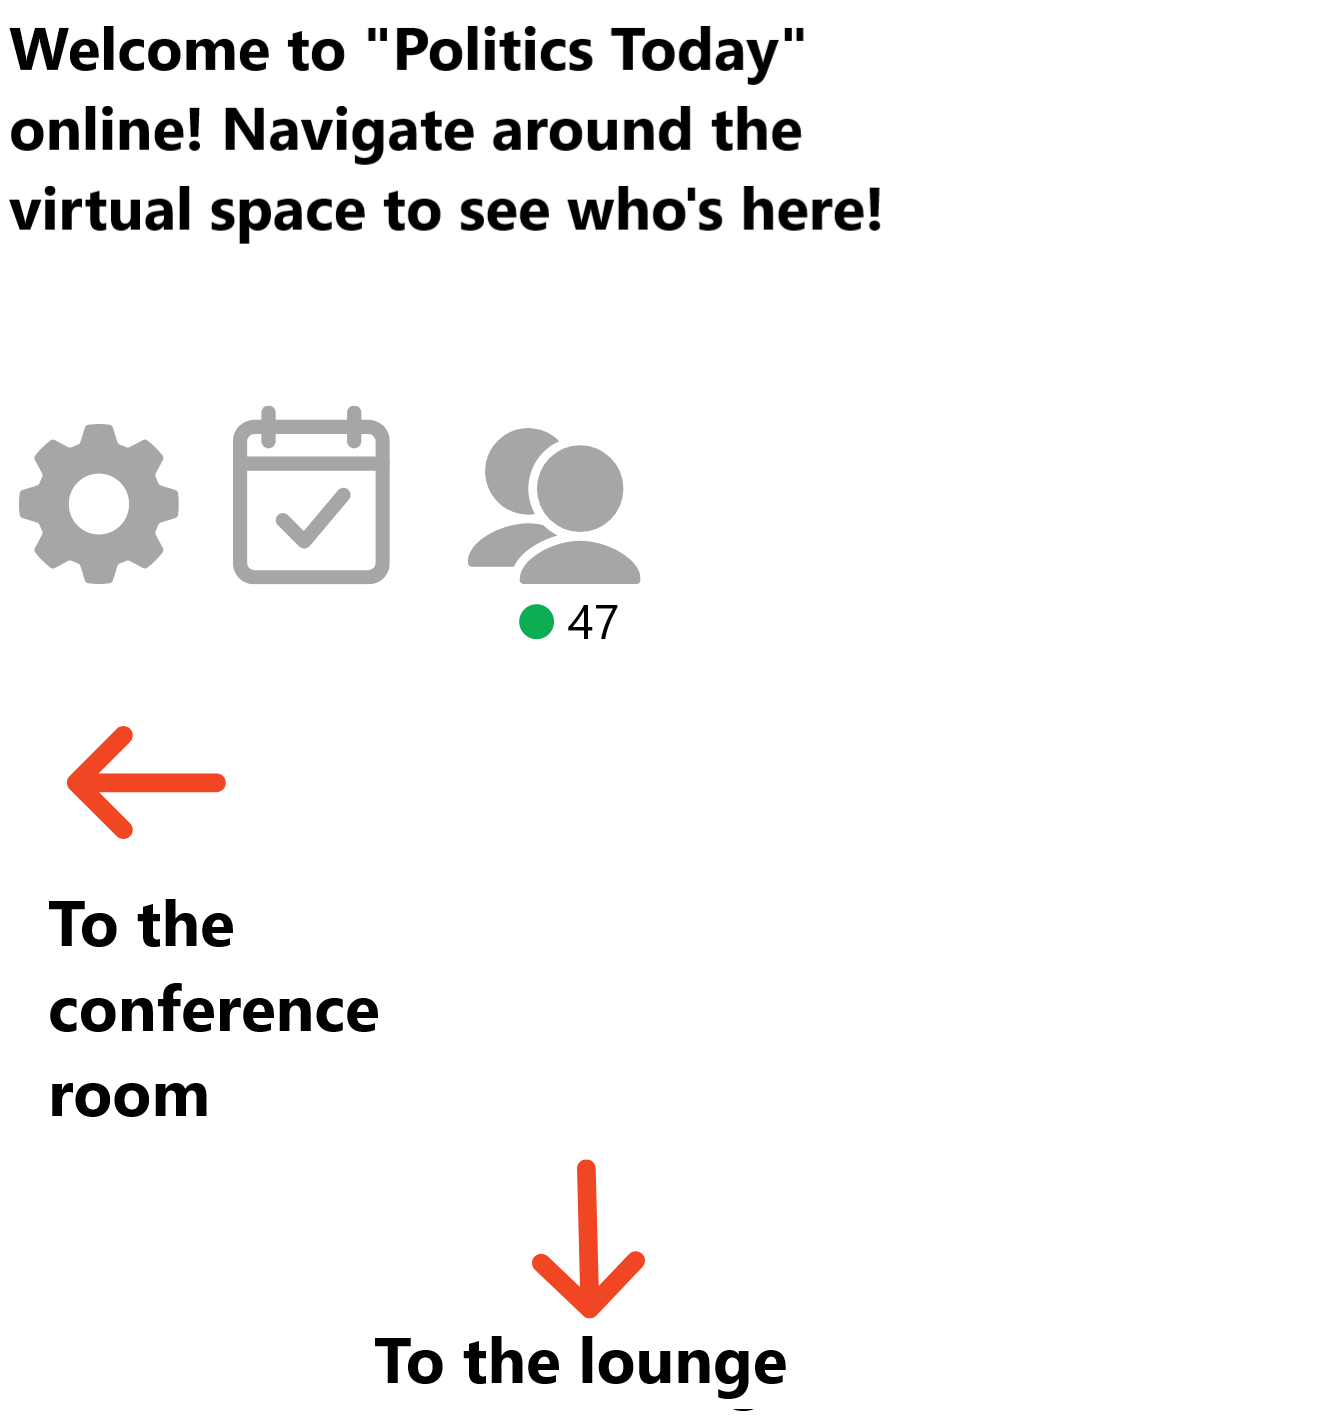 Welcome to "Politics Today"
online! Navigate around the
virtual space to see who's here!
47
To the
conference
room
To the lounge